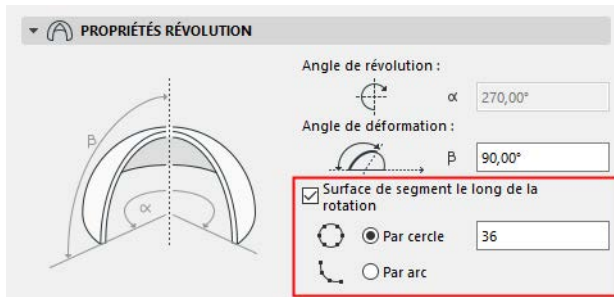 PROPRIÉTÉS RÉVOLUTION
Angle de révolution :
α 270,00°
Angle de déformation :
β 90,00°
Surface de segment le long de la
rotation
Par cercle 36
Par arc
β
α